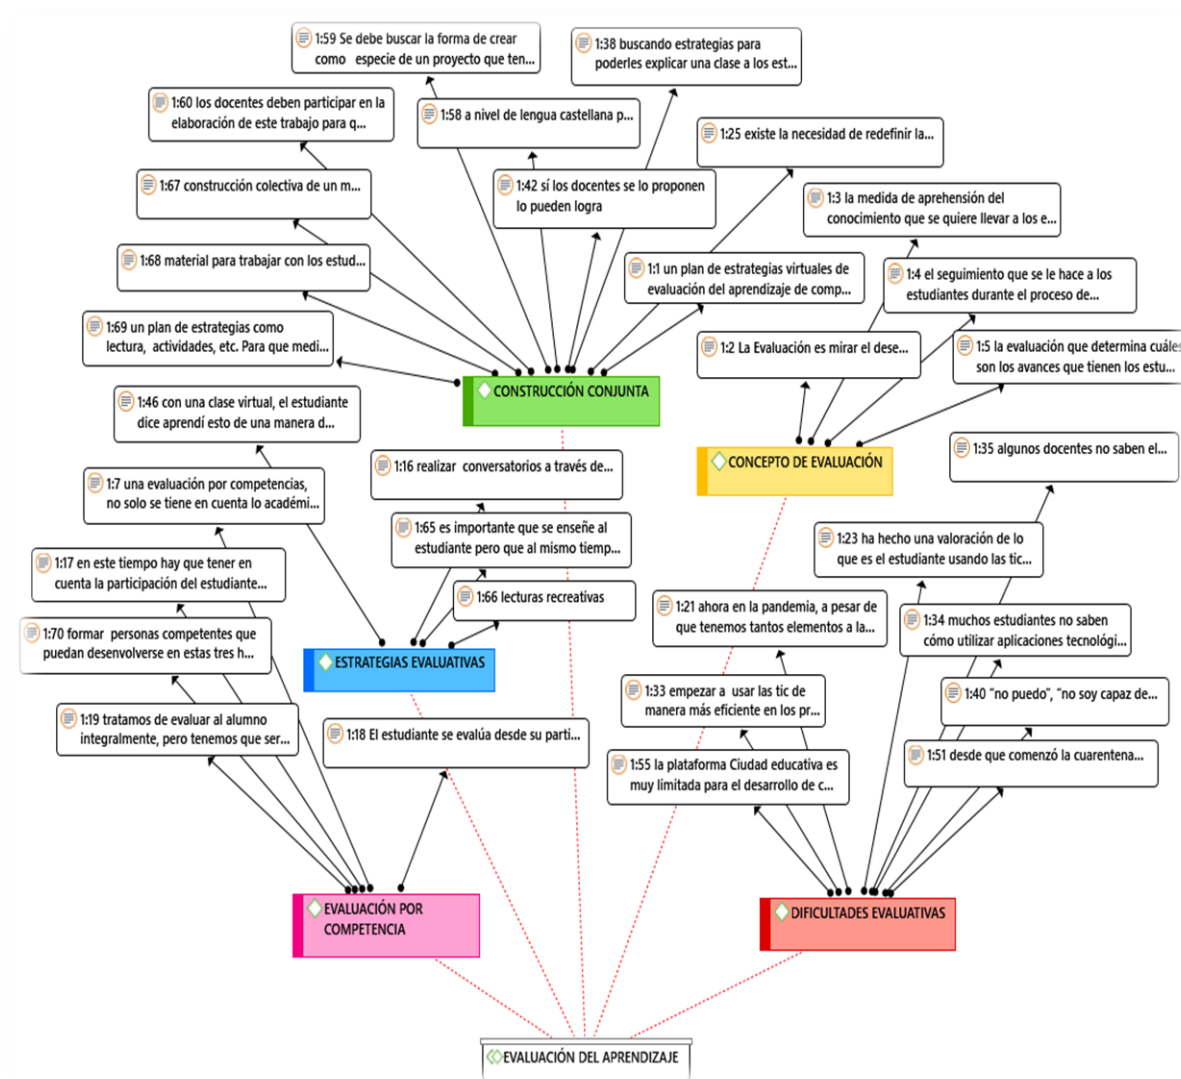 1:59 Se debe buscar la forma de crear
como especie de un proyecto que ten...
1:38 buscando estrategias para
poderles explicar una clase a los est...
1:60 los docentes deben participar en la
elaboración de este trabajo para q...
1:58 a nivel de lengua castellana p...
1:25 existe la necesidad de redefinir la...
1:67 construcción colectiva de un m...
1:42 sí los docentes se lo proponen
lo pueden logra
1:3 la medida de aprehensión del
conocimiento que se quiere llevar a los e...
1:68 material para trabajar con los estud...
1:1 un plan de estrategias virtuales de
evaluación del aprendizaje de comp...
1:4 el seguimiento que se le hace a los
estudiantes durante el proceso de...
1:69 un plan de estrategias como
lectura, actividades, etc. Para que medi...
1:2 La Evaluación es mirar el dese...
1:5 la evaluación que determina cuáles
son los avances que tienen los estu...
CONSTRUCCIÓN CONJUNTA
1:46 con una clase virtual, el estudiante
dice aprendí esto de una manera d...
1:16 realizar conversatorios a través de...
CONCEPTO DE EVALUACIÓN
1:35 algunos docentes no saben el...
1:7 una evaluación por competencias,
no solo se tiene en cuenta lo académi...
1:65 es importante que se enseñe al
estudiante pero que al mismo tiemp...
1:23 ha hecho una valoración de lo
que es el estudiante usando las tic...
1:17 en este tiempo hay que tener en
cuenta la participación del estudiante...
1:66 lecturas recreativas
1:21 ahora en la pandemia, a pesar de
que tenemos tantos elementos a la...
1:34 muchos estudiantes no saben
cómo utilizar aplicaciones tecnológi...
1:70 formar personas competentes que
puedan desenvolverse en estas tres h...
ESTRATEGIAS EVALUATIVAS
1:33 empezar a usar las tic de
manera más eficiente en los pr...
1:40 "no puedo", "no soy capaz de...
1:19 tratamos de evaluar al alumno
integralmente, pero tenemos que ser...
1:18 El estudiante se evalúa desde su parti...
1:55 la plataforma Ciudad educativa es
muy limitada para el desarrollo de c...
1:51 desde que comenzó la cuarentena...
EVALUACIÓN POR
COMPETENCIA
DIFICULTADES EVALUATIVAS
EVALUACIÓN DEL APRENDIZAJE